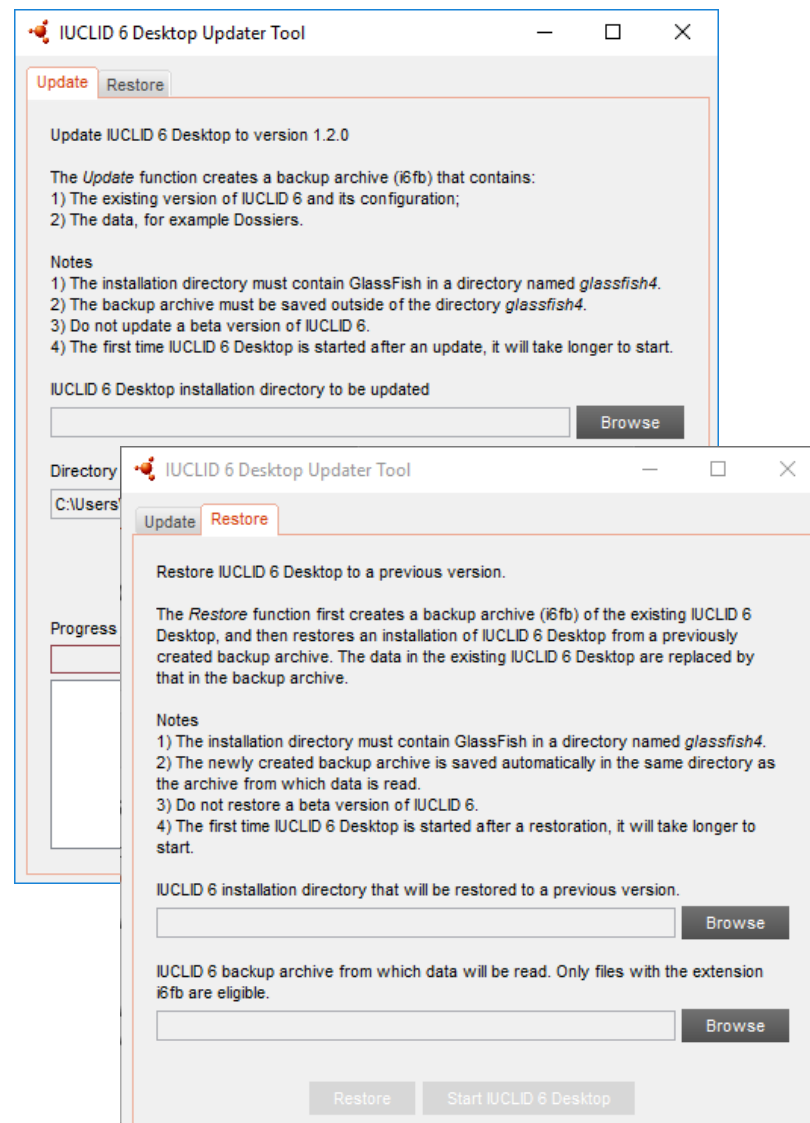 IUCLID 6 Desktop Updater Tool
Update Restore
Update IUCLID 6 Desktop to version 1.2.0
The Update function creates a backup archive (i6fb) that contains:
1) The existing version of IUCLID 6 and its configuration;
2) The data, for example Dossiers.
Notes
1) The installation directory must contain GlassFish in a directory named glassfish4.
2) The backup archive must be saved outside of the directory glassfish4.
3) Do not update a beta version of IUCLID 6.
4) The first time IUCLID 6 Desktop is started after an update, it will take longer to start.
IUCLID 6 Desktop installation directory to be updated
Browse
Directory
C:\Users\
Progress
IUCLID 6 Desktop Updater Tool
Update Restore
Restore IUCLID 6 Desktop to a previous version.
The Restore function first creates a backup archive (i6fb) of the existing IUCLID 6
Desktop, and then restores an installation of IUCLID 6 Desktop from a previously
created backup archive. The data in the existing IUCLID 6 Desktop are replaced by
that in the backup archive.
Notes
1) The installation directory must contain GlassFish in a directory named glassfish4.
2) The newly created backup archive is saved automatically in the same directory as
the archive from which data is read.
3) Do not restore a beta version of IUCLID 6.
4) The first time IUCLID 6 Desktop is started after a restoration, it will take longer to
start.
IUCLID 6 installation directory that will be restored to a previous version.
Browse
IUCLID 6 backup archive from which data will be read. Only files with the extension
i6fb are eligible.
Browse
Restore Start IUCLID 6 Desktop